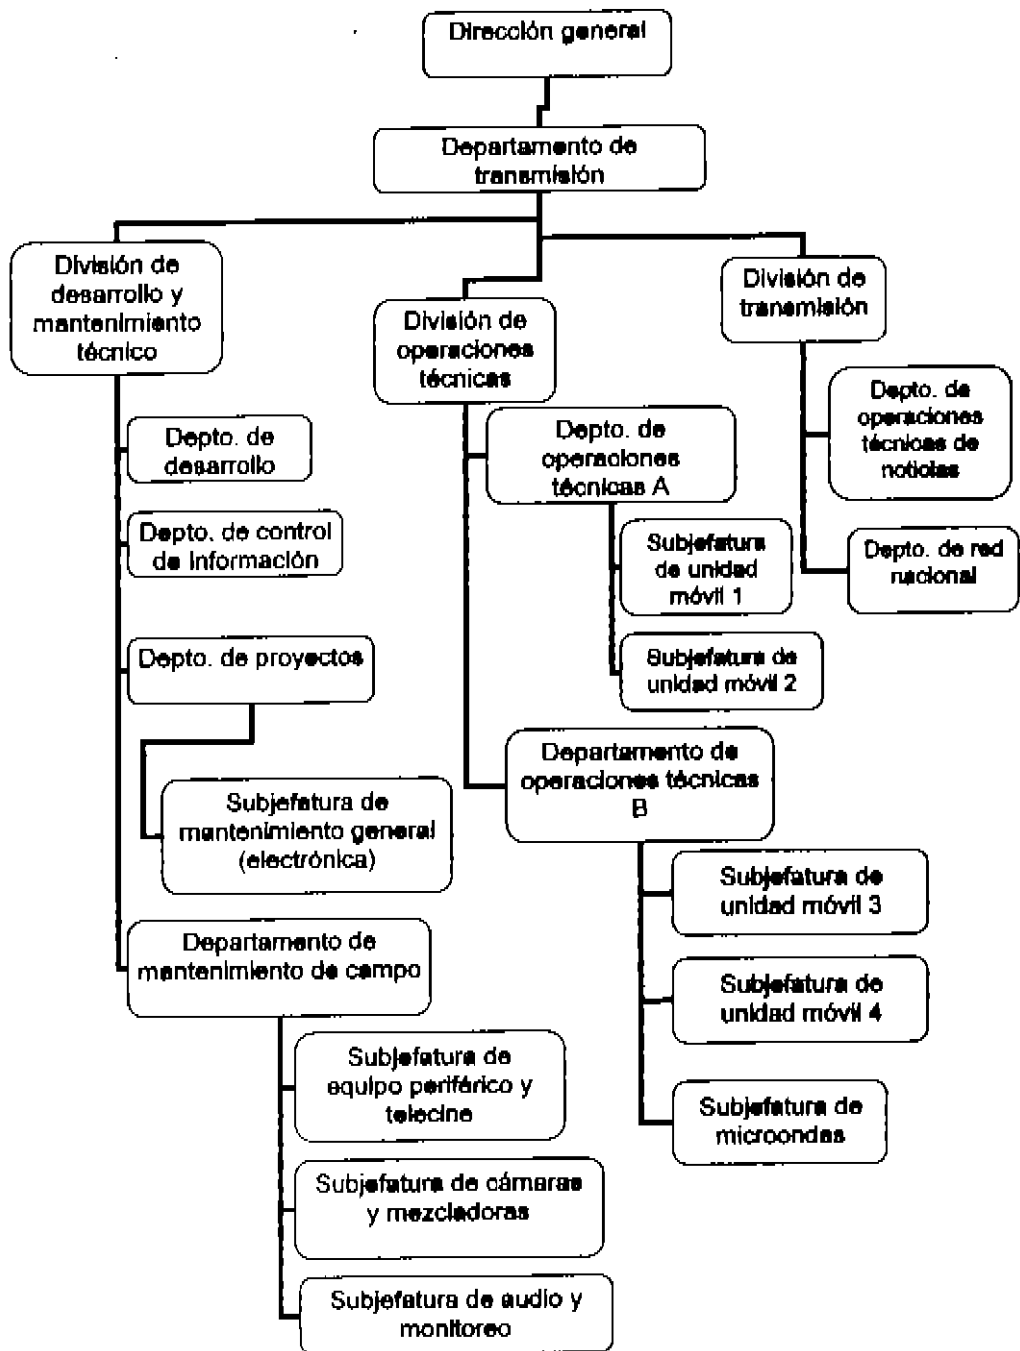 Dirección general
Departamento de
transmisión
División de
desarrollo y
mantenimiento
técnico
Depto. de
desarrollo
Depto. de control
de Información
Depto. de proyectos
Subjefatura de
mantenimiento general
(electrónica)
Departamento de
mantenimiento de campo
Subjefatura de
equipo periférico y
telecine
Subjefatura de cámaras
y mezcladoras
Subjefatura de audio y
monitoreo
División de
operaciones
técnicas
Depto. de
operaciones
técnicas A
Subjefatura
de unidad
móvil 1
Subjefatura de
unidad móvil 2
Departamento de
operaciones técnicas
B
Subjefatura de
unidad móvil 3
Subjefatura de
unidad móvil 4
Subjefatura de
microondas
División de
transmisión
Depto. de
operaciones
técnicas de
noticias
Depto. de red
nacional